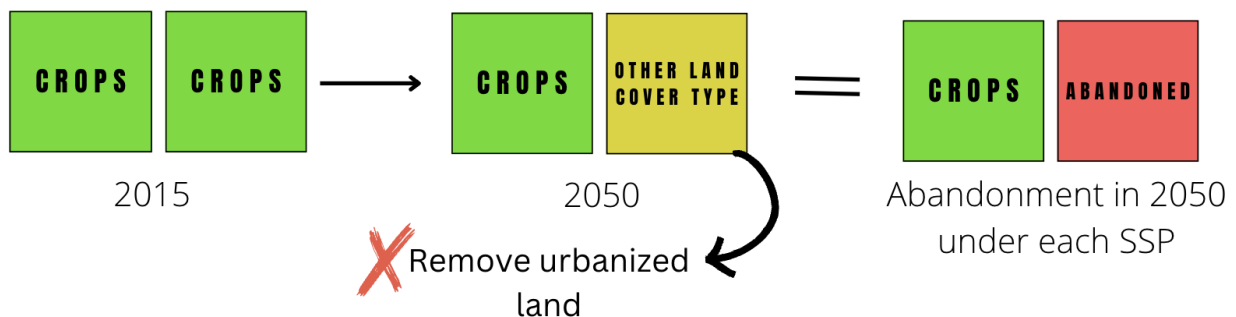 CROPS
CROPS
2015
CROPS
OTHER LAND
COVER TYPE
2050
Remove urbanized
land
CROPS
ABANDONED
Abandonment in 2050
under each SSP